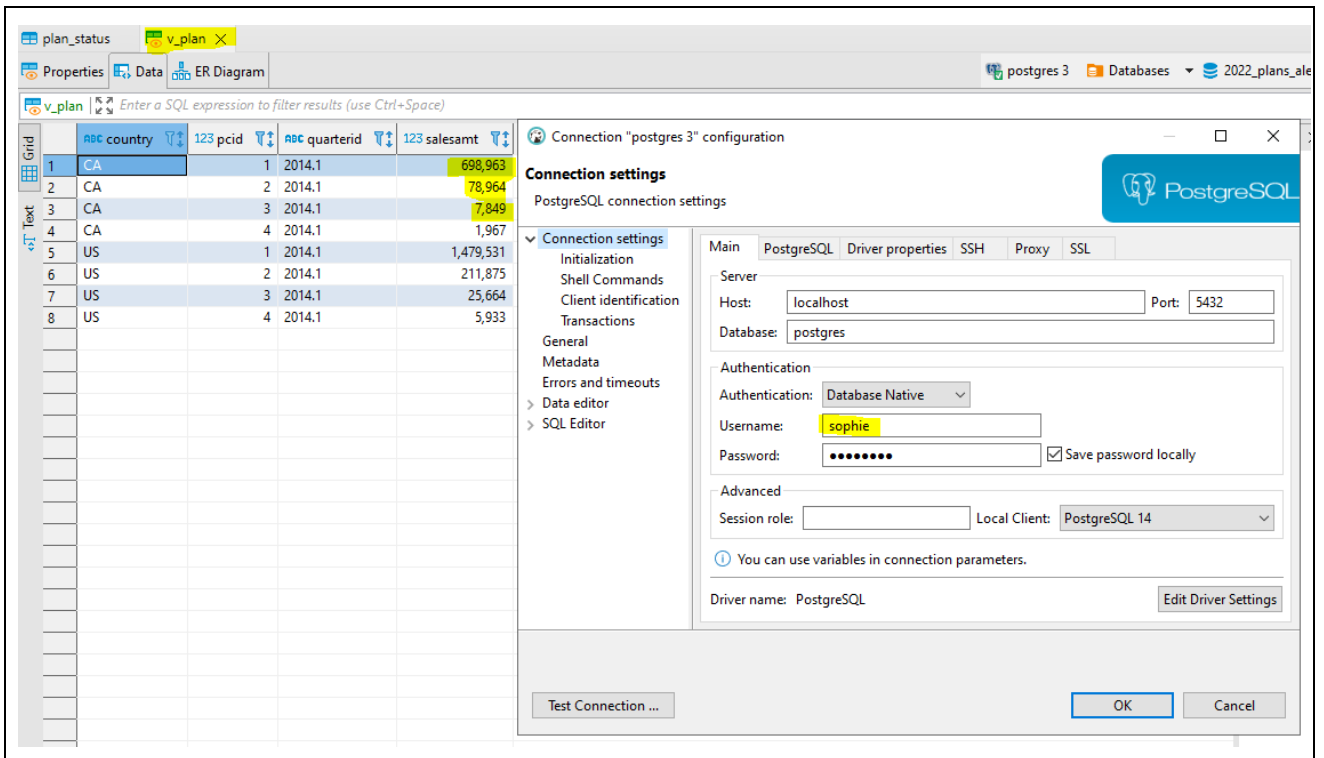 plan_status v_plan
Properties Data ER Diagram postgres 3 Databases 2022_plans_ale
v_plan Enter a SQL expression to filter results (use Ctrl+Space)
Grid
Text
ABC country 123 pcid ABC quarterid 123 salesamt
1 CA 1 2014.1 698,963
2 CA 2 2014.1 78,964
3 CA 3 2014.1 7,849
4 CA 4 2014.1 1,967
5 US 1 2014.1 1,479,531
6 US 2 2014.1 211,875
7 US 3 2014.1 25,664
8 US 4 2014.1 5,933
Connection "postgres 3" configuration
Connection settings
PostgreSQL connection settings
PostgreSQL
Connection settings
Initialization
Shell Commands
Client identification
Transactions
General
Metadata
Errors and timeouts
Data editor
SQL Editor
Main PostgreSQL Driver properties SSH Proxy SSL
Server
Host: localhost Port: 5432
Database: postgres
Authentication
Authentication: Database Native
Username: sophie
Password: •••••••• Save password locally
Advanced
Session role: Local Client: PostgreSQL 14
You can use variables in connection parameters.
Driver name: PostgreSQL Edit Driver Settings
Test Connection ... OK Cancel